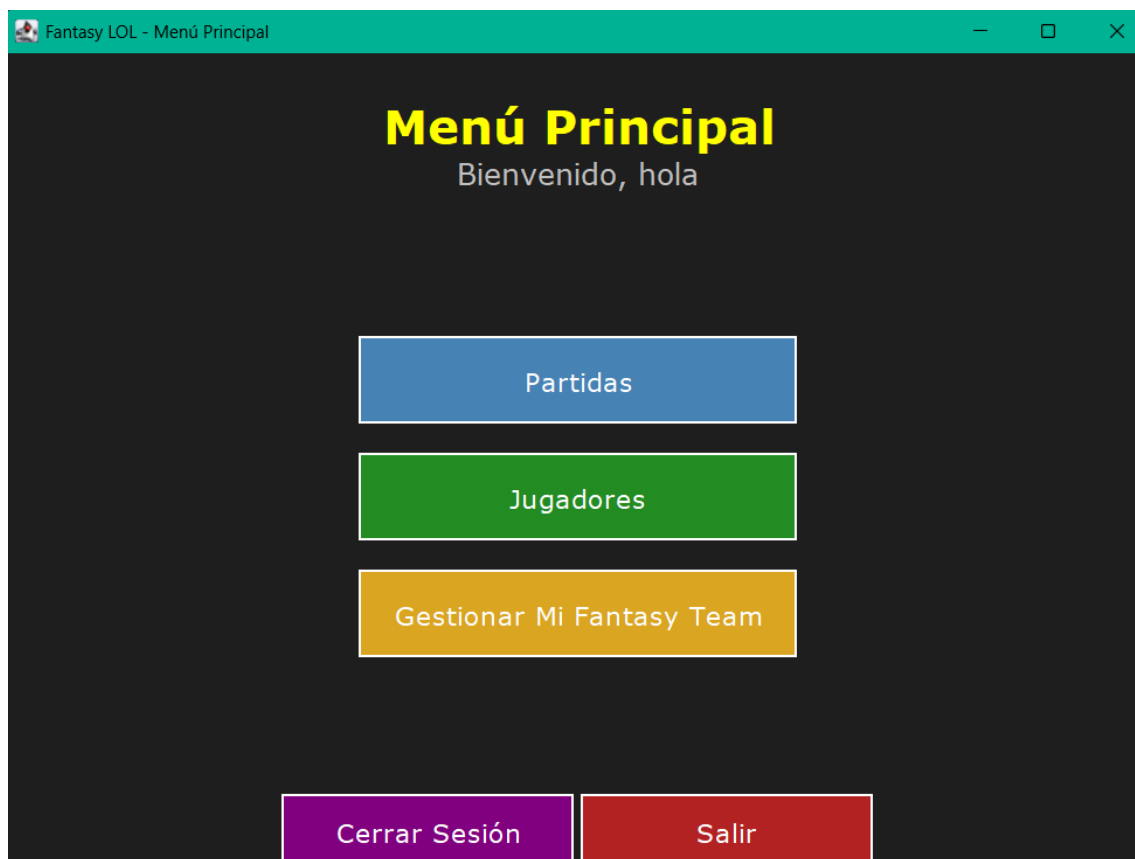 Fantasy LOL - Menú Principal
Menú Principal
Bienvenido, hola
Partidas
Jugadores
Gestionar Mi Fantasy Team
Cerrar Sesión
Salir